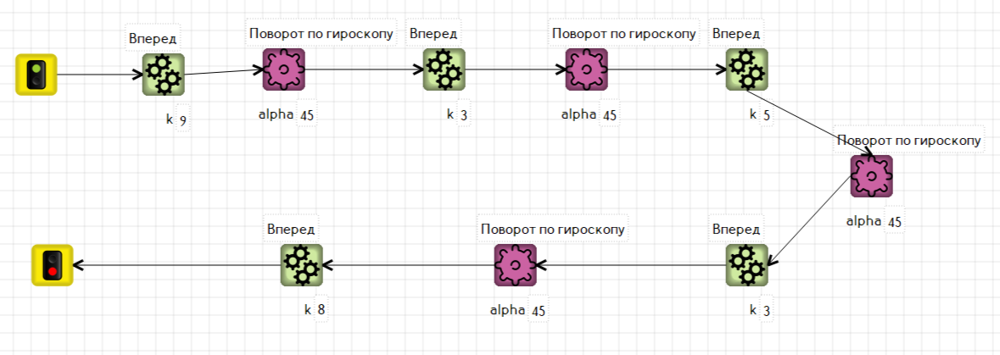 Вперед
k 9
Поворот по гироскопу
alpha 45
Вперед
k 3
Поворот по гироскопу
alpha 45
Вперед
k 5
Поворот по гироскопу
alpha 45
Вперед
k 3
Поворот по гироскопу
alpha 45
Вперед
k 8